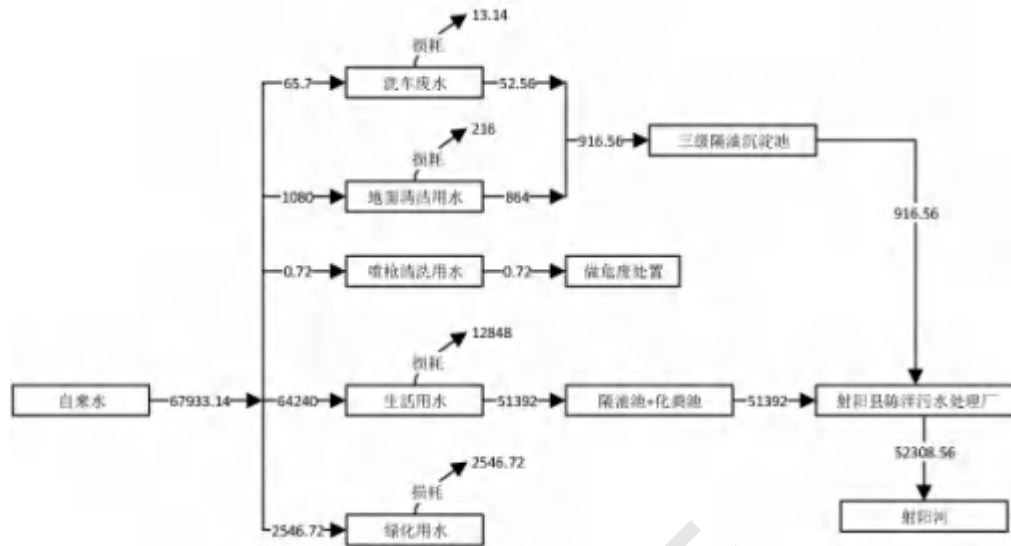 13.14
损耗
65.7
洗车废水
52.56
216
损耗
916.56
三级隔油沉淀池
1080
地面清洁用水
864
916.56
0.72
喷枪清洗用水
0.72
做危废处置
12848
损耗
自来水
67933.14
64240
生活用水
51392
隔油池+化粪池
51392
射阳县陈洋污水处理厂
52308.56
2546.72
损耗
2546.72
绿化用水
射阳河